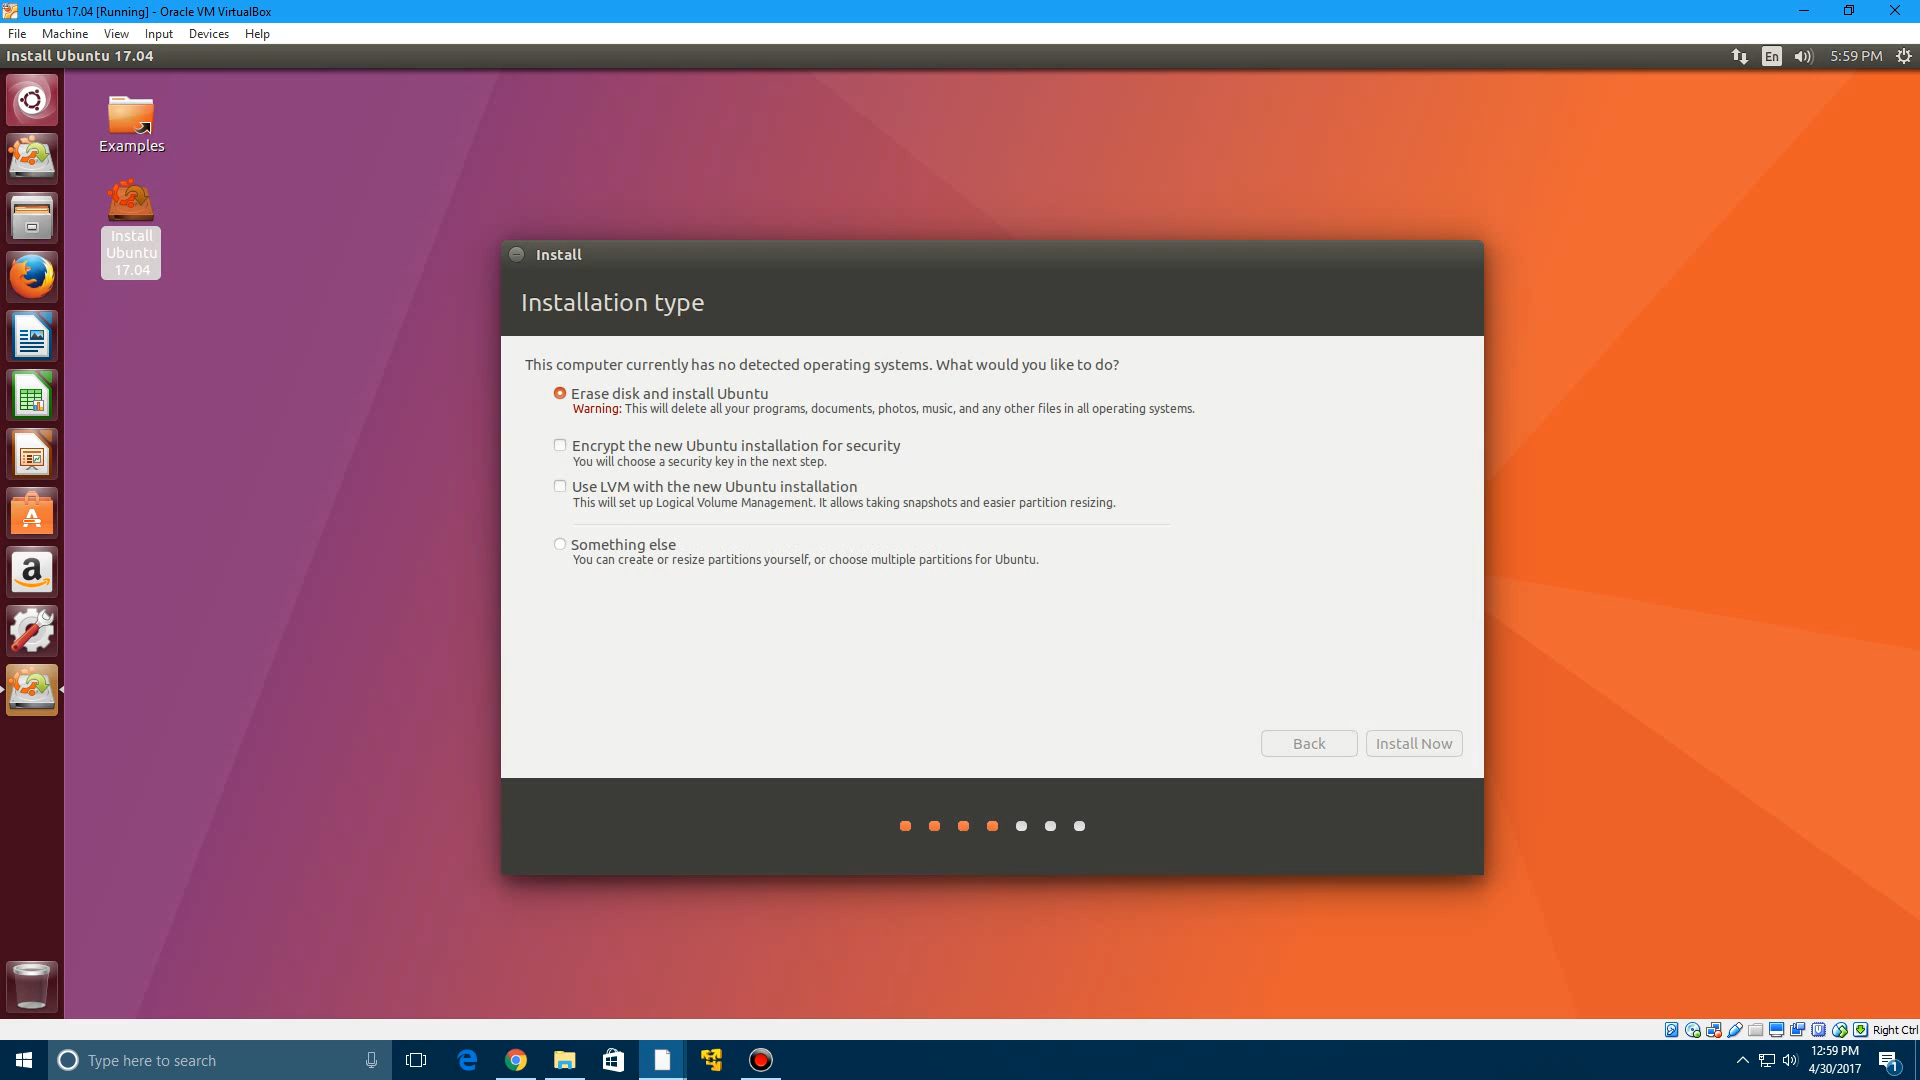 Ubuntu 17.04 [Running] - Oracle VM VirtualBox
File Machine View Input Devices Help
Install Ubuntu 17.04
En
5:59 PM
Examples
Install
Ubuntu
17.04
Install
Installation type
This computer currently has no detected operating systems. What would you like to do?
Erase disk and install Ubuntu
Warning: This will delete all your programs, documents, photos, music, and any other files in all operating systems.
Encrypt the new Ubuntu installation for security
You will choose a security key in the next step.
Use LVM with the new Ubuntu installation
This will set up Logical Volume Management. It allows taking snapshots and easier partition resizing.
Something else
You can create or resize partitions yourself, or choose multiple partitions for Ubuntu.
Back
Install Now
a
Right Ctrl
Type here to search
12:59 PM
4/30/2017
1